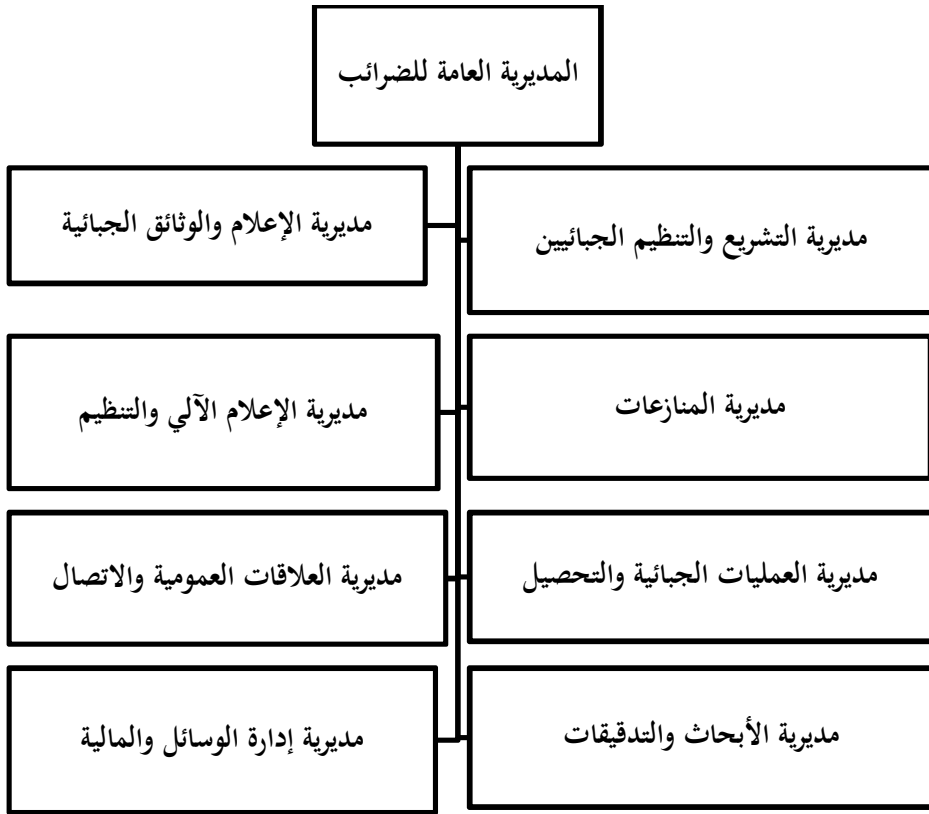 المديرية العامة للضرائب
مديرية التشريع والتنظيم الجبائيين
مديرية الإعلام والوثائق الجبائية
مديرية المنازعات
مديرية الإعلام الآلي والتنظيم
مديرية العمليات الجبائية والتحصيل
مديرية العلاقات العمومية والاتصال
مديرية الأبحاث والتدقيقات
مديرية إدارة الوسائل والمالية